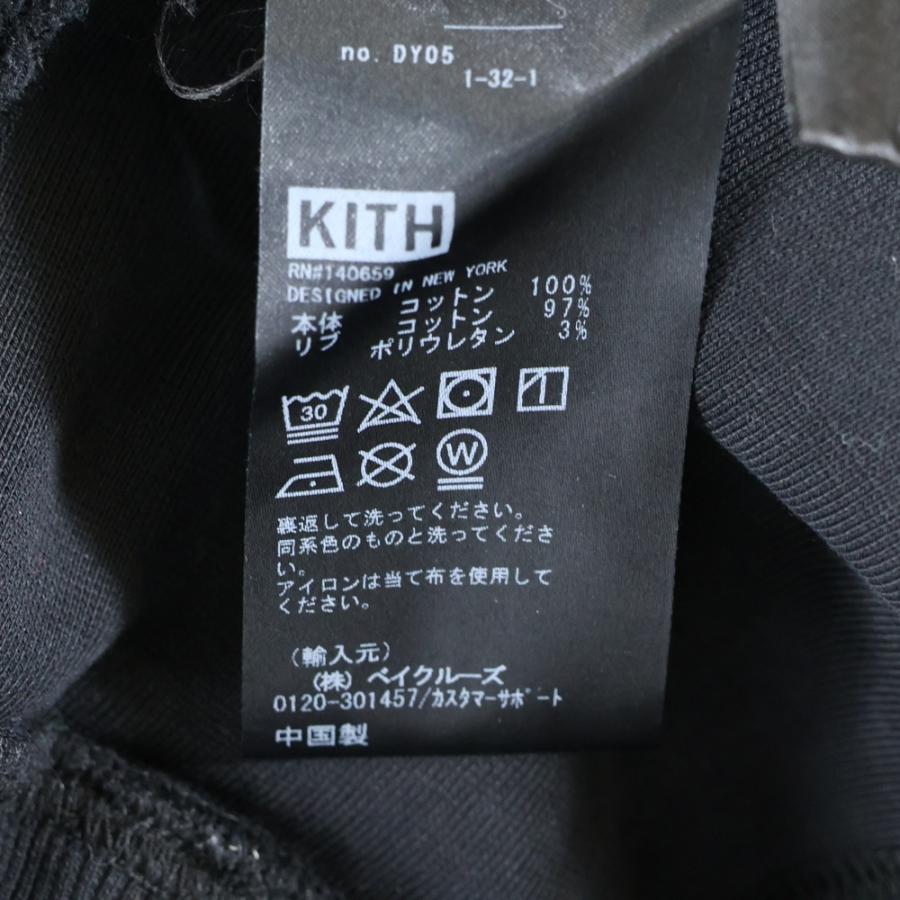 no. DY05
1-32-1
KITH
RN#140659
DESIGNED IN NEW YORK
本体 コットン 100%
リブ コットン 97%
ポリウレタン 3%
30
W
裏返して洗ってください。
同系色のものと洗ってくださ
い。
アイロンは当て布を使用して
ください。
(輸入元)
(株) ベイクルーズ
0120-301457/カスタマーサポート
中国製